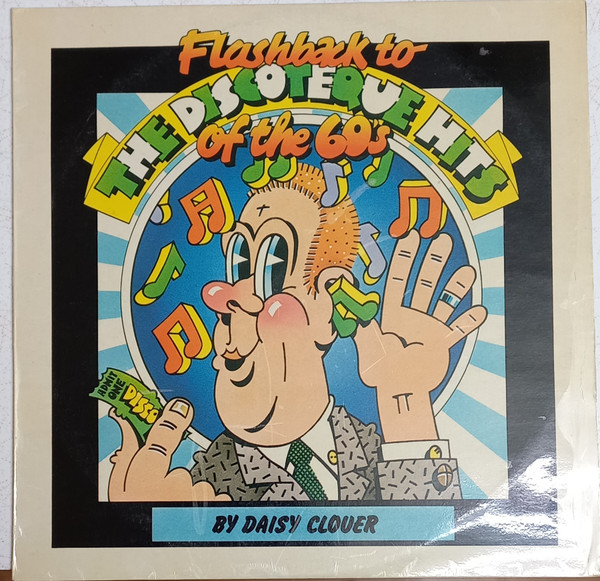 Flashback to
THE DISCOTEQUE HITS
of the 60's
ADMIT
ONE
DISCO
BY DAISY CLOVER